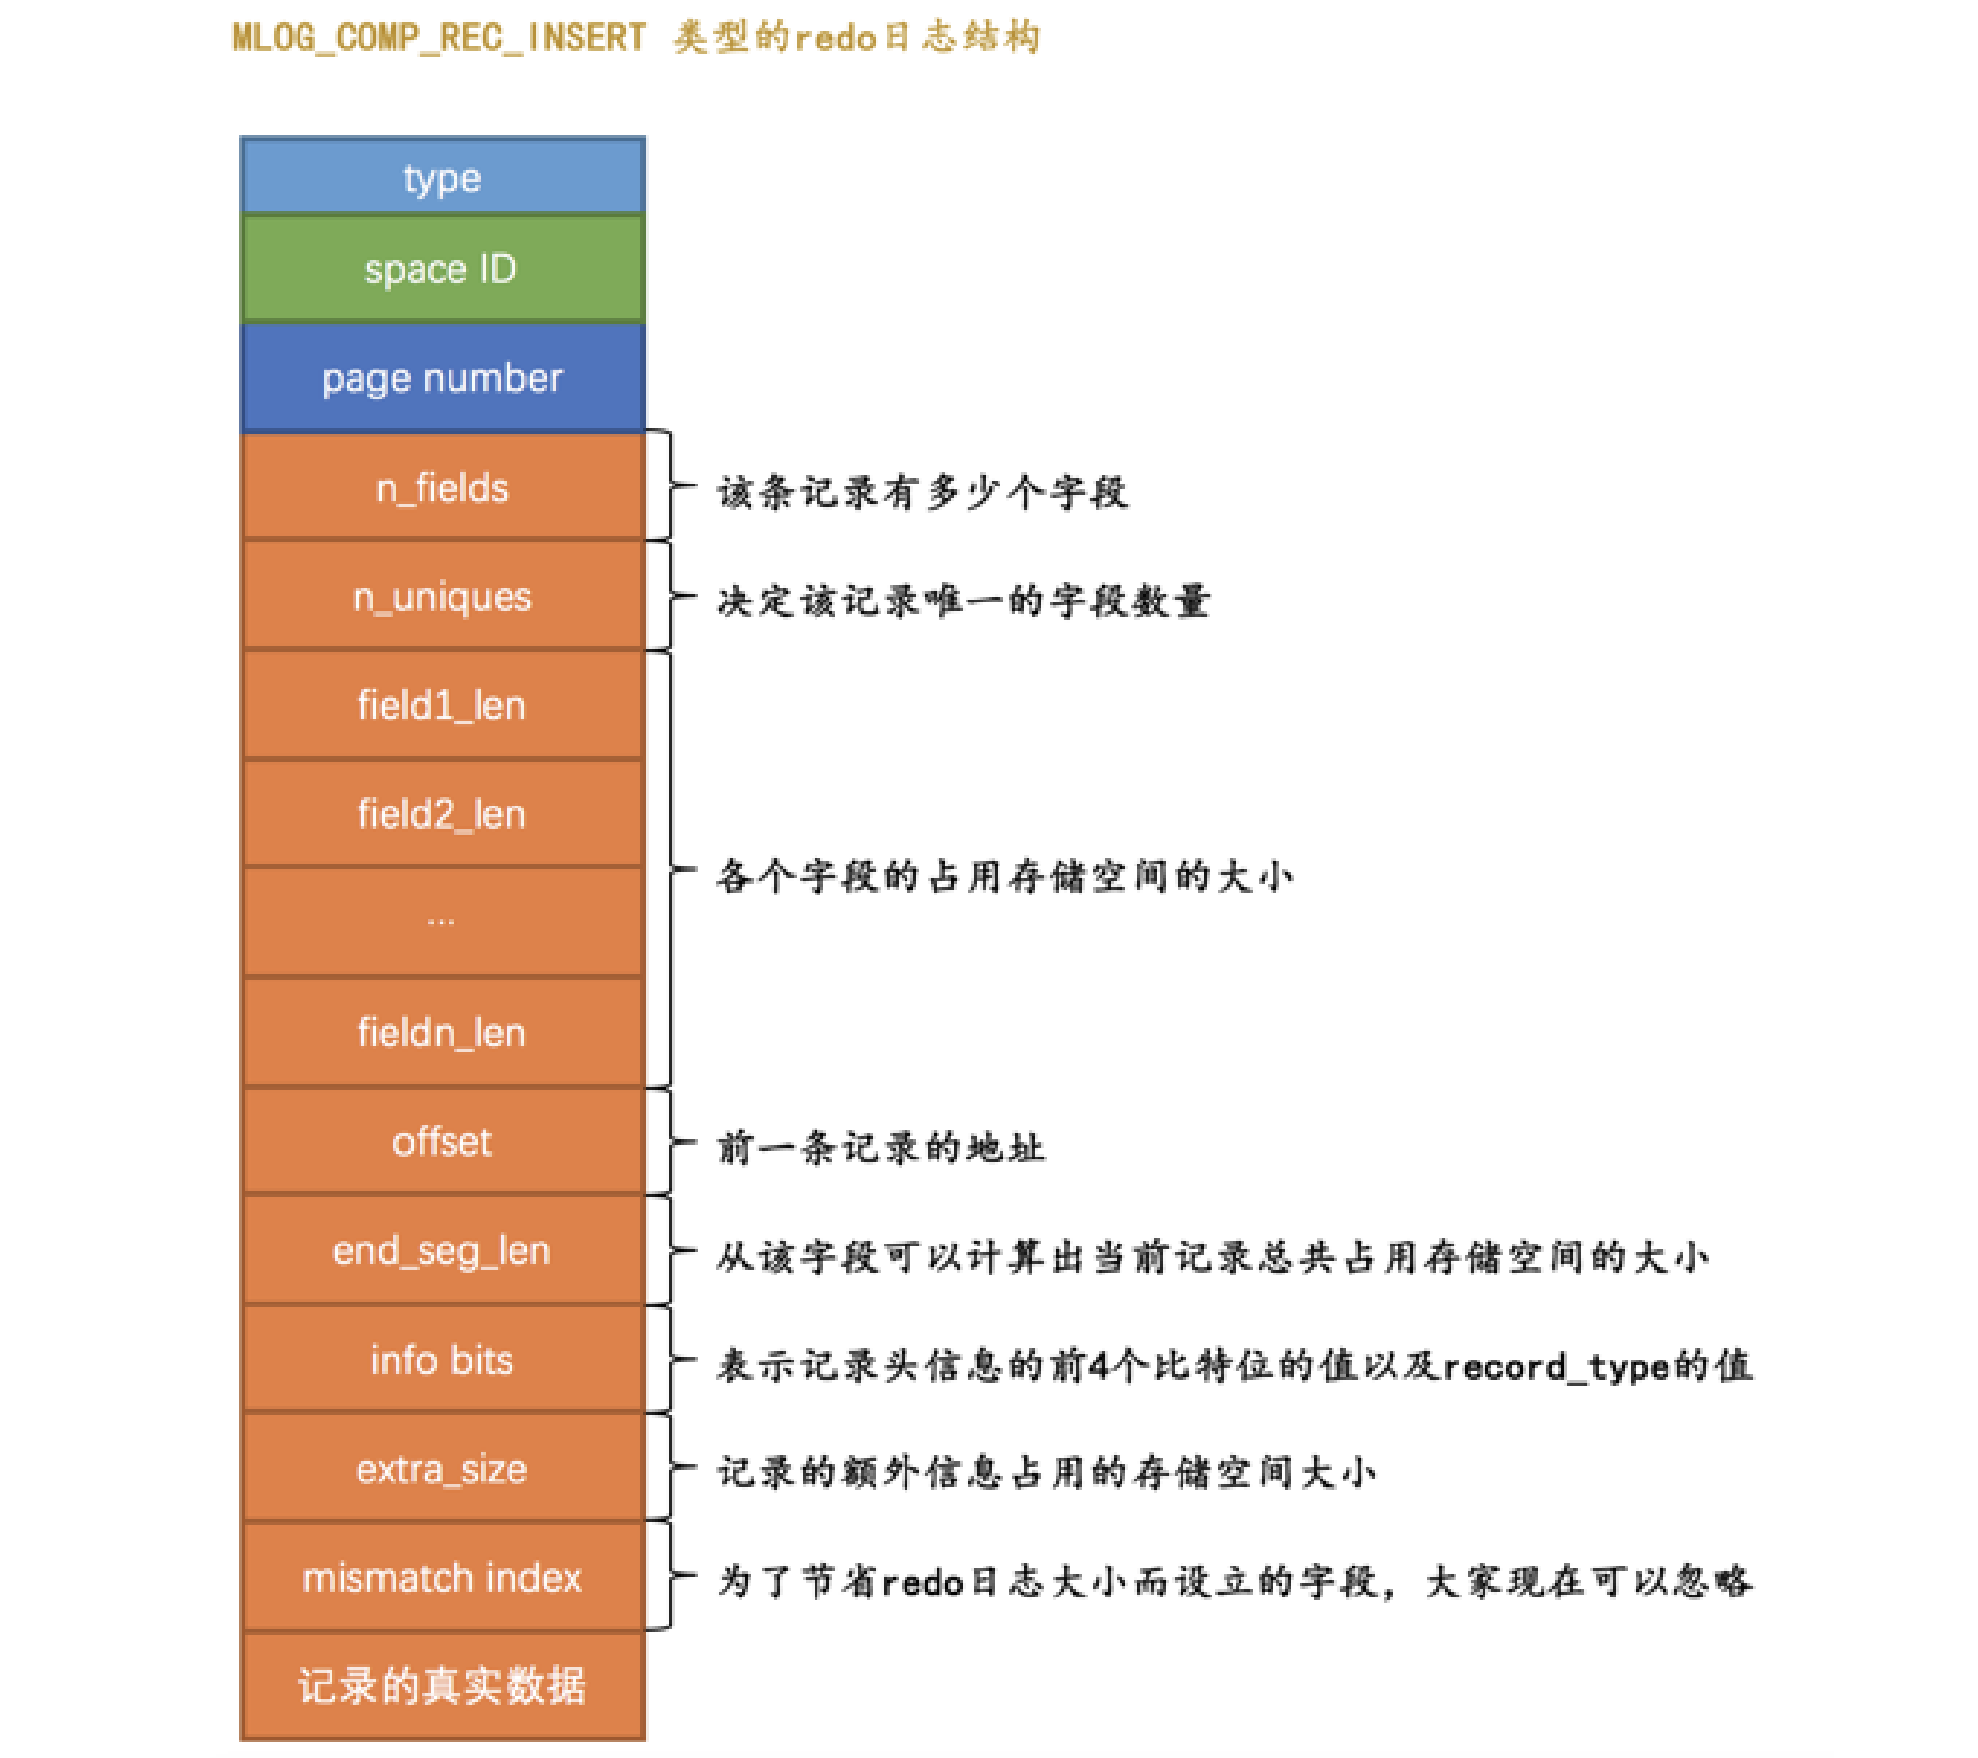 MLOG_COMP_REC_INSERT 类型的redo日志结构
type
space ID
page number
n_fields
该条记录有多少个字段
n_uniques
决定该记录唯一的字段数量
field1_len
field2_len
各个字段的占用存储空间的大小
...
fieldn_len
offset
前一条记录的地址
end_seg_len
从该字段可以计算出当前记录总共占用存储空间的大小
info bits
表示记录头信息的前4个比特位的值以及record_type的值
extra_size
记录的额外信息占用的存储空间大小
mismatch index
为了节省redo日志大小而设立的字段，大家现在可以忽略
记录的真实数据